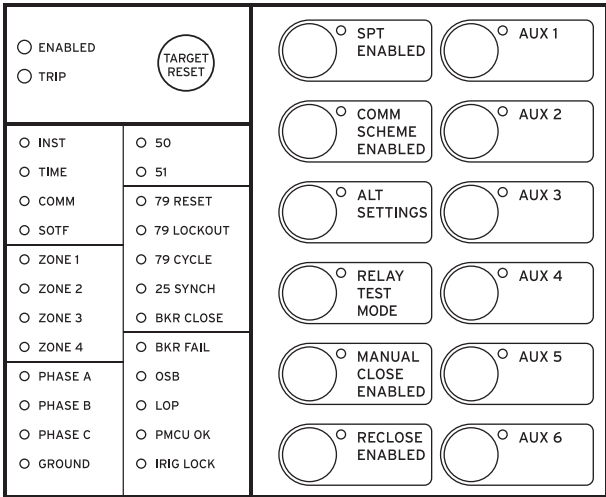 ENABLED
TRIP
TARGET
RESET
INST
TIME
COMM
SOTF
ZONE 1
ZONE 2
ZONE 3
ZONE 4
PHASE A
PHASE B
PHASE C
GROUND
50
51
79 RESET
79 LOCKOUT
79 CYCLE
25 SYNCH
BKR CLOSE
BKR FAIL
OSB
LOP
PMCU OK
IRIG LOCK
SPT
ENABLED
COMM
SCHEME
ENABLED
ALT
SETTINGS
RELAY
TEST
MODE
MANUAL
CLOSE
ENABLED
RECLOSE
ENABLED
AUX 1
AUX 2
AUX 3
AUX 4
AUX 5
AUX 6